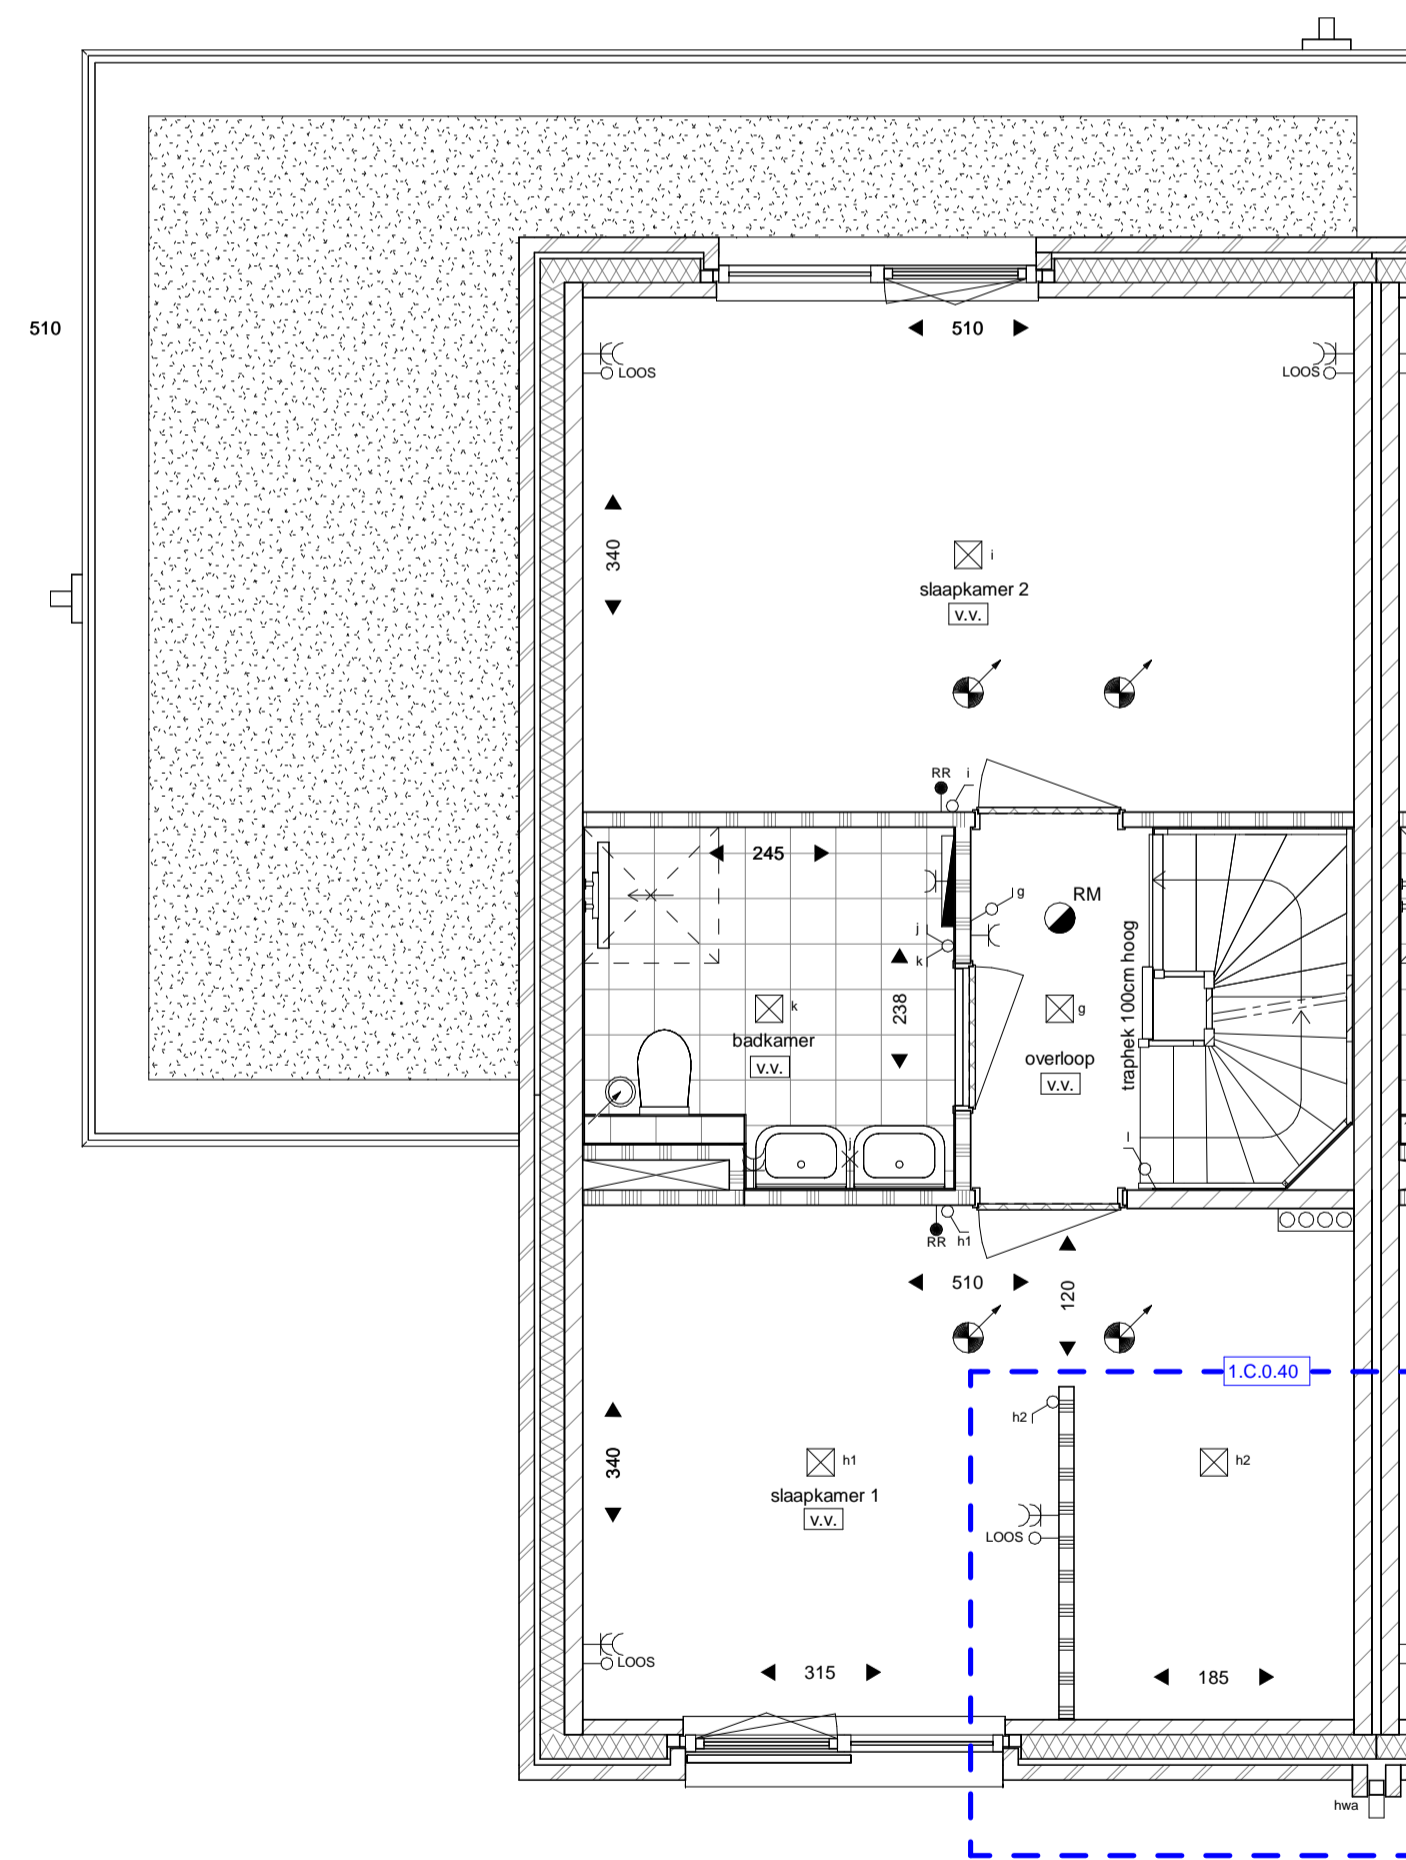 510
510
LOOS
LOOS
340
i
slaapkamer 2
v.v.
RR
i
245
g
RM
j
k
traphek 100cm hoog
k
238
g
badkamer
v.v.
overloop
v.v.
j
l
RR
h1
510
120
1.C.0.40
h2
340
h1
h2
slaapkamer 1
v.v.
LOOS
LOOS
315
185
hwa